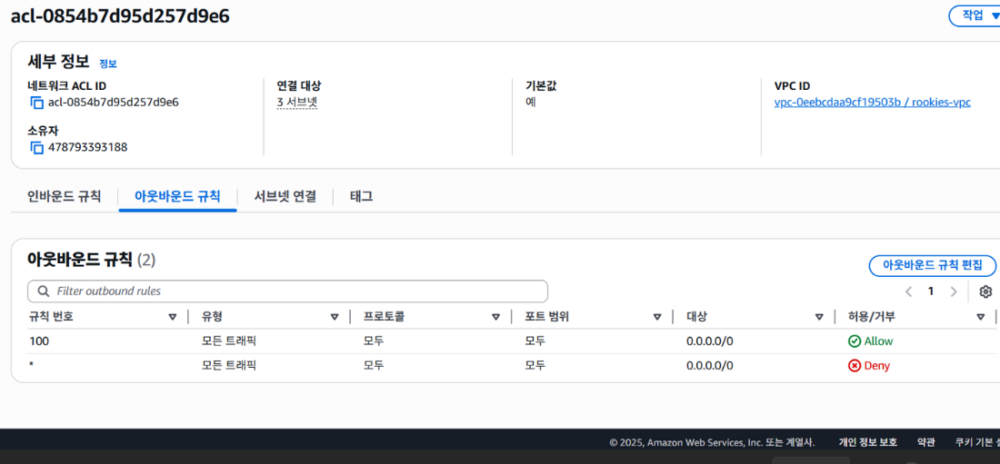 acl-0854b7d95d257d9e6
작업
세부 정보 정보
네트워크 ACL ID
acl-0854b7d95d257d9e6
연결 대상
3 서브넷
기본값
예
VPC ID
vpc-0eebcdaa9cf19503b / rookies-vpc
소유자
478793393188
인바운드 규칙 아웃바운드 규칙 서브넷 연결 태그
아웃바운드 규칙 (2)
아웃바운드 규칙 편집
Filter outbound rules
1
규칙 번호 유형 프로토콜 포트 범위 대상 허용/거부
100 모든 트래픽 모두 모두 0.0.0.0/0 Allow
* 모든 트래픽 모두 모두 0.0.0.0/0 Deny
© 2025, Amazon Web Services, Inc. 또는 계열사. 개인 정보 보호 약관 쿠키 기본